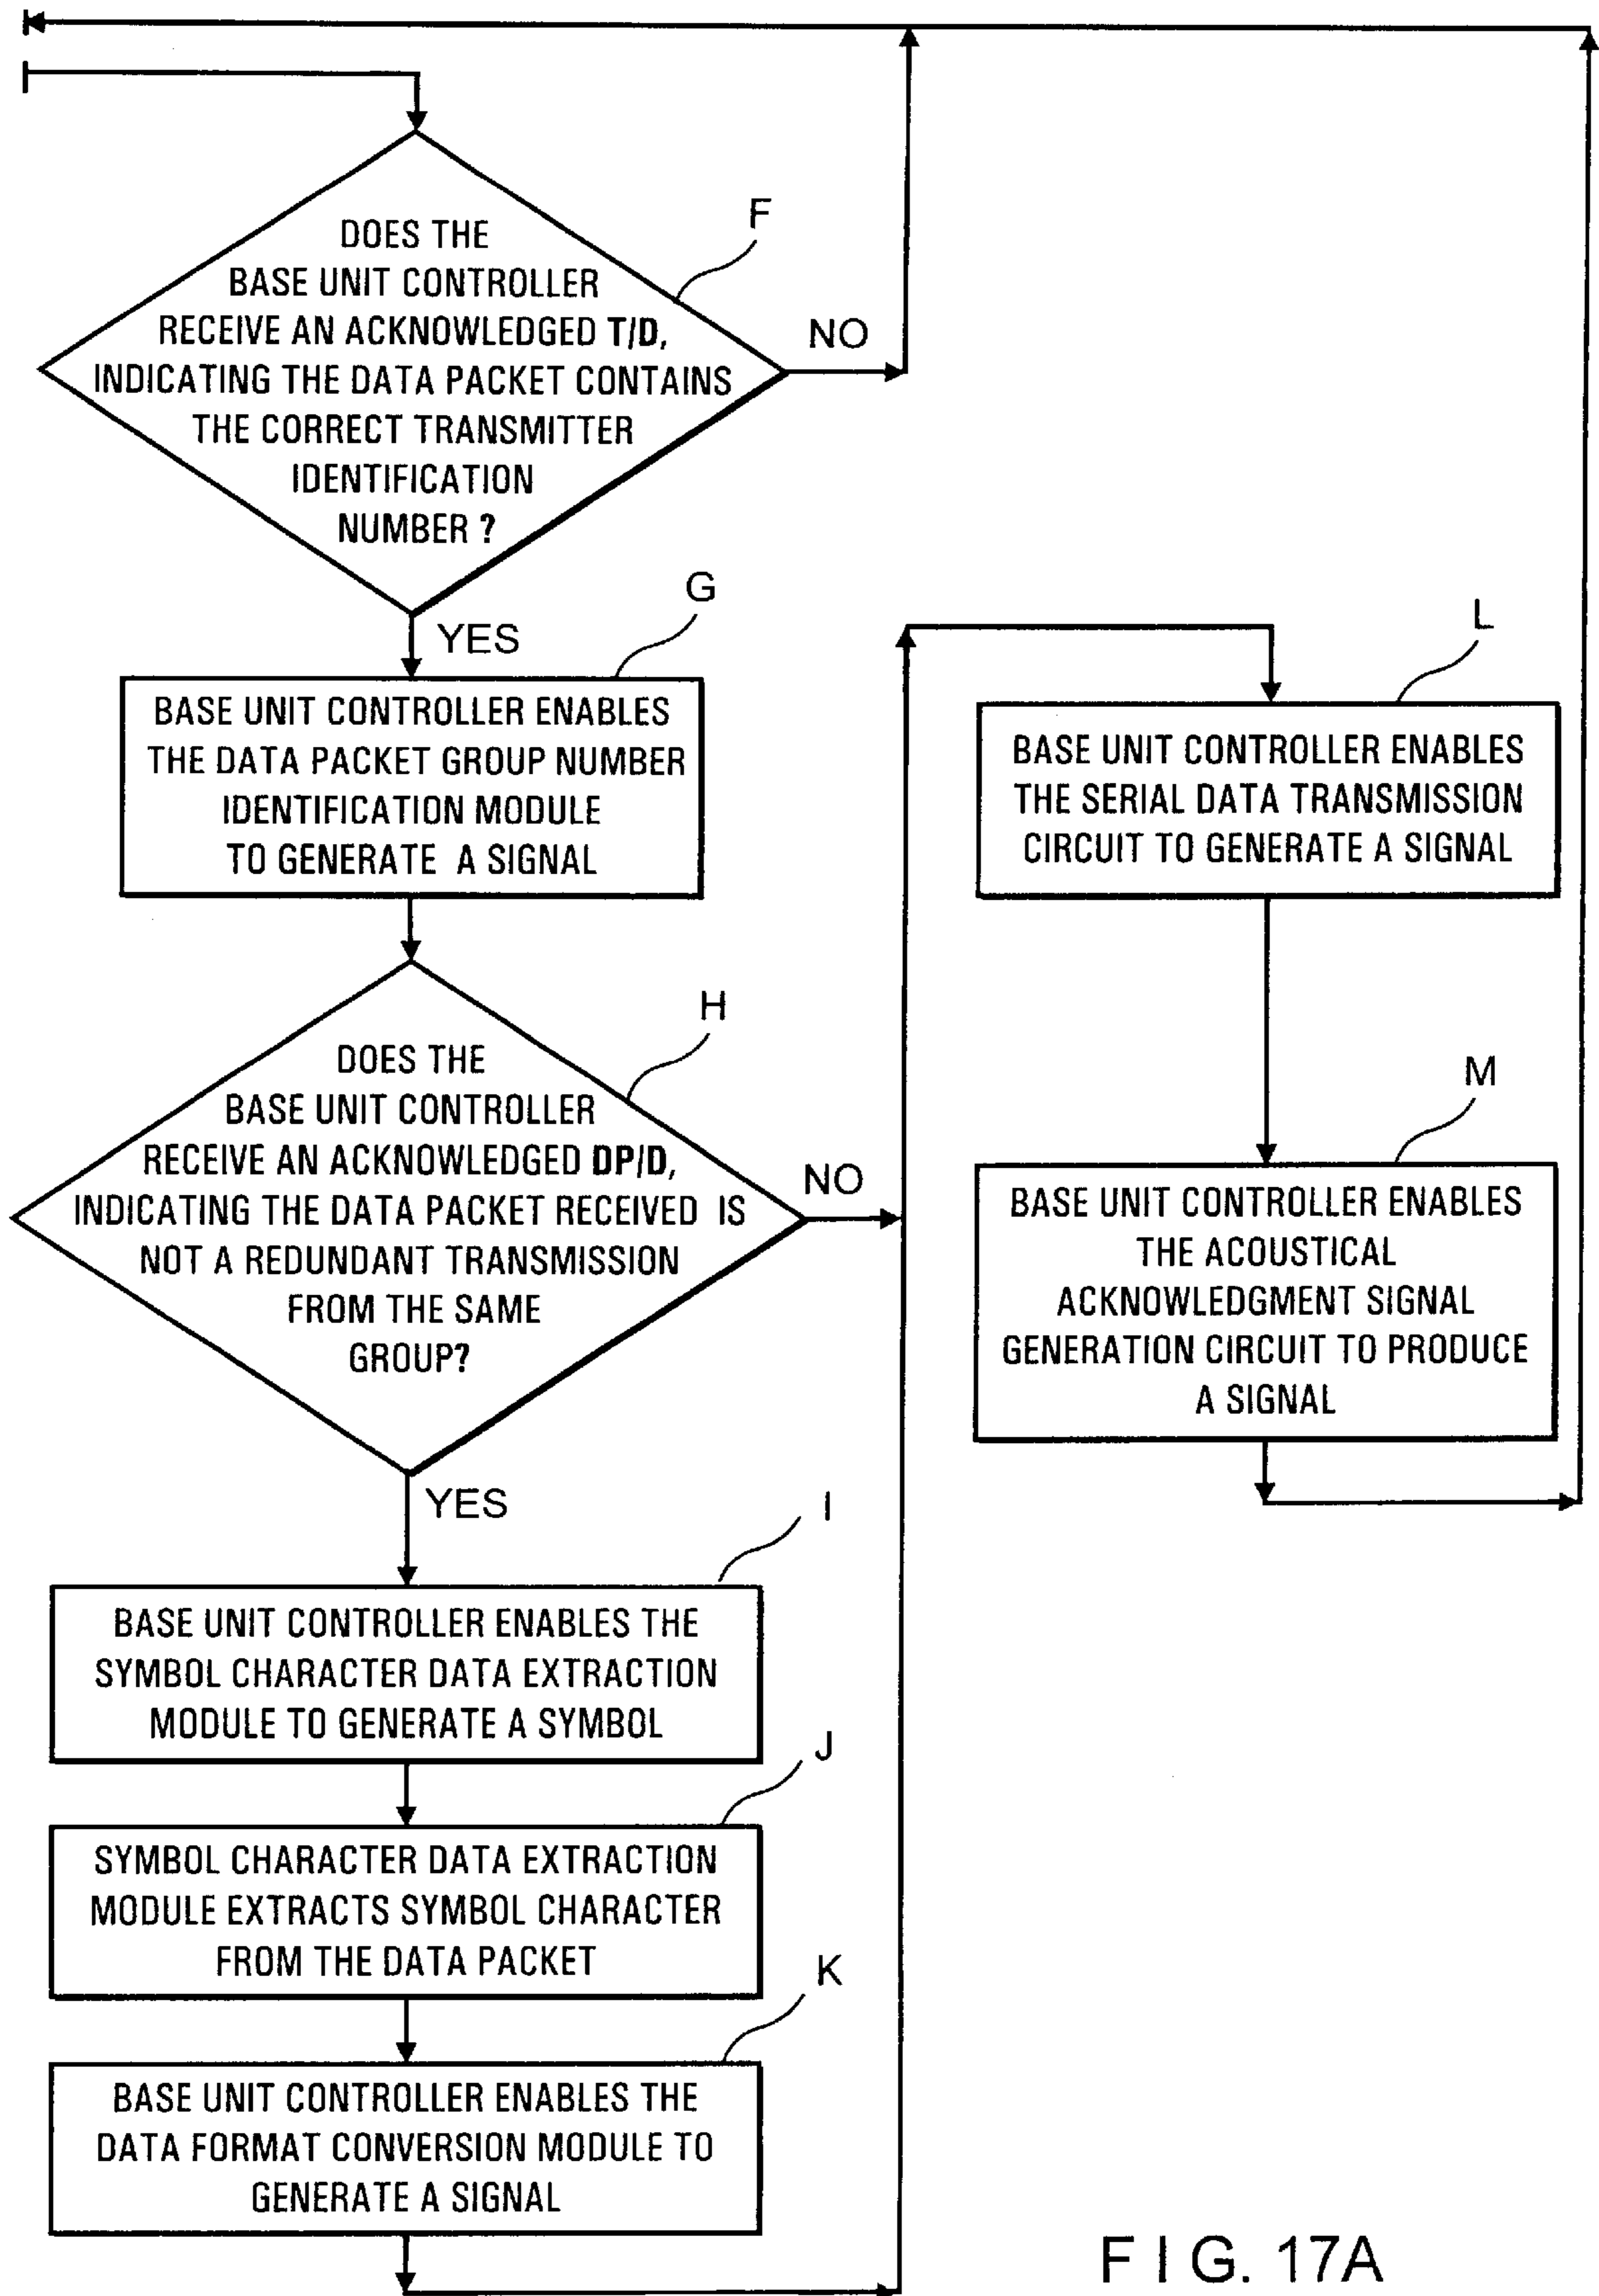 F
DOES THE
BASE UNIT CONTROLLER
RECEIVE AN ACKNOWLEDGED T/D,
INDICATING THE DATA PACKET CONTAINS
THE CORRECT TRANSMITTER
IDENTIFICATION
NUMBER ?
NO
YES
G
BASE UNIT CONTROLLER ENABLES
THE DATA PACKET GROUP NUMBER
IDENTIFICATION MODULE
TO GENERATE A SIGNAL
H
DOES THE
BASE UNIT CONTROLLER
RECEIVE AN ACKNOWLEDGED DP/D,
INDICATING THE DATA PACKET RECEIVED IS
NOT A REDUNDANT TRANSMISSION
FROM THE SAME
GROUP?
NO
YES
I
BASE UNIT CONTROLLER ENABLES THE
SYMBOL CHARACTER DATA EXTRACTION
MODULE TO GENERATE A SYMBOL
J
SYMBOL CHARACTER DATA EXTRACTION
MODULE EXTRACTS SYMBOL CHARACTER
FROM THE DATA PACKET
K
BASE UNIT CONTROLLER ENABLES THE
DATA FORMAT CONVERSION MODULE TO
GENERATE A SIGNAL
L
BASE UNIT CONTROLLER ENABLES
THE SERIAL DATA TRANSMISSION
CIRCUIT TO GENERATE A SIGNAL
M
BASE UNIT CONTROLLER ENABLES
THE ACOUSTICAL
ACKNOWLEDGMENT SIGNAL
GENERATION CIRCUIT TO PRODUCE
A SIGNAL
FIG. 17A